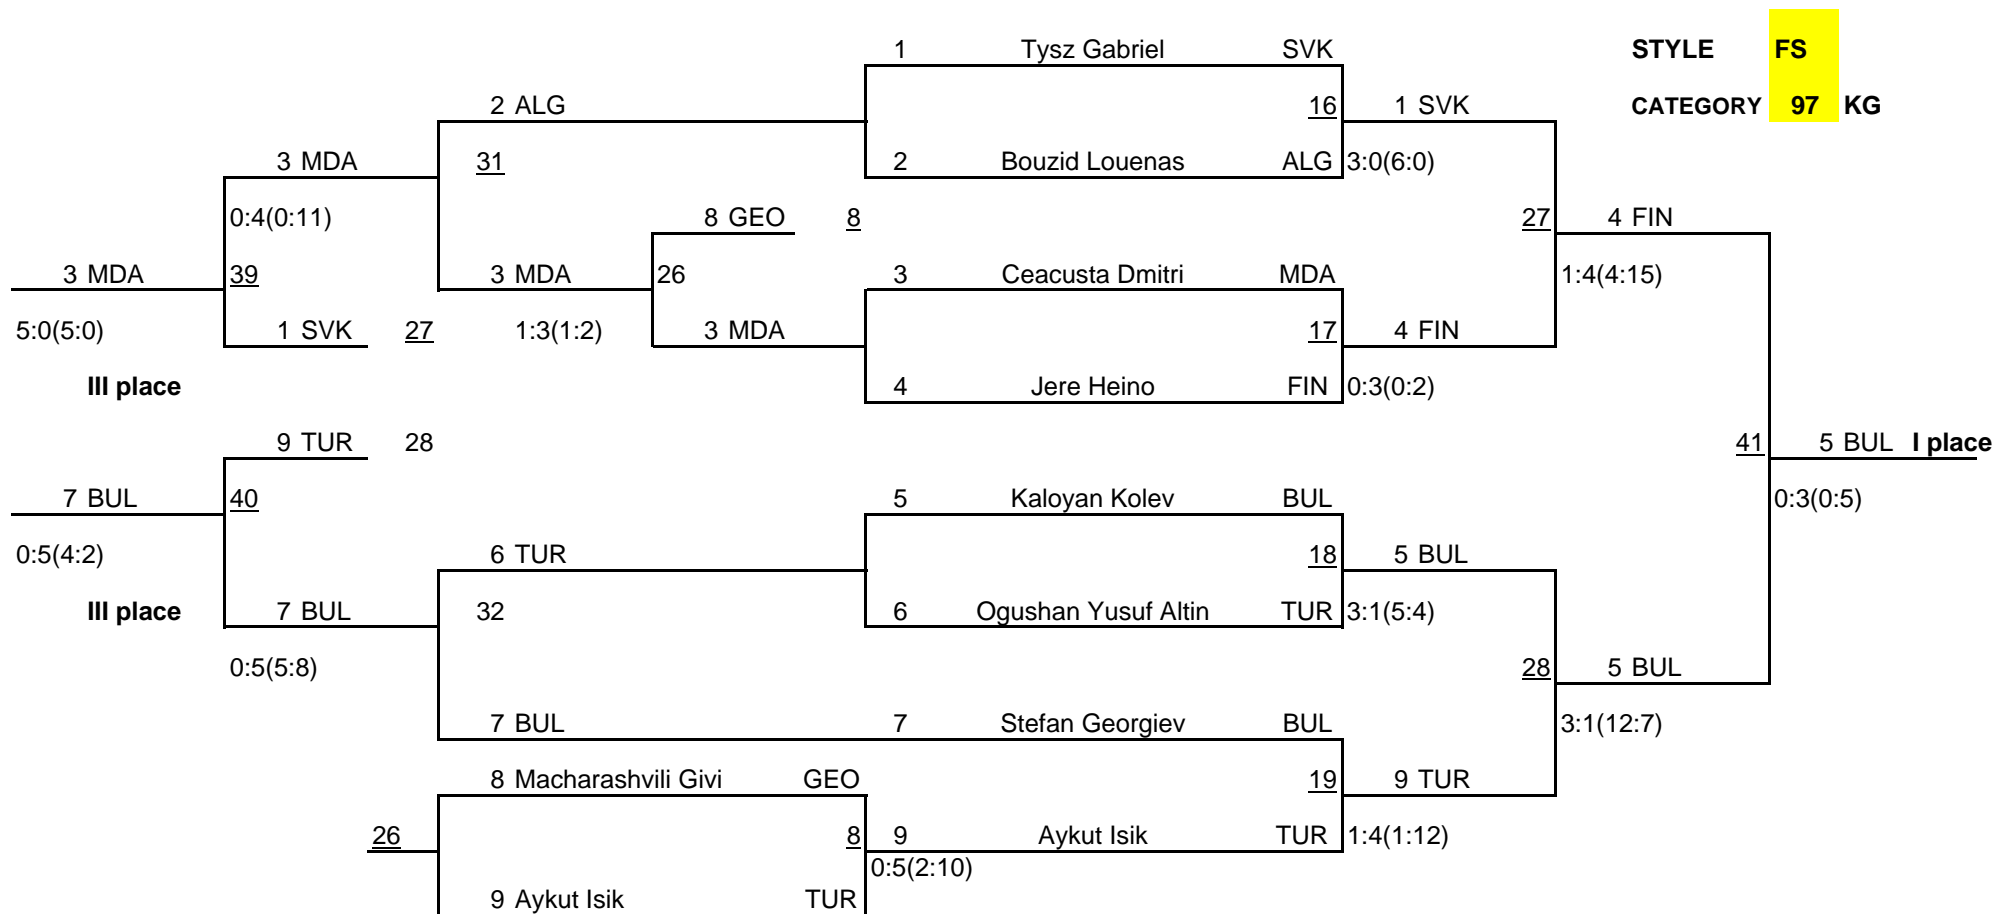 1 Tysz Gabriel SVK STYLE FS
2 ALG 16 1 SVK CATEGORY 97 KG
3 MDA 31 2 Bouzid Louenas ALG 3:0(6:0)
0:4(0:11) 8 GEO 8 27 4 FIN
3 MDA 39 3 MDA 26 3 Ceacusta Dmitri MDA 1:4(4:15)
5:0(5:0) 1 SVK 27 1:3(1:2) 3 MDA 17 4 FIN
III place 4 Jere Heino FIN 0:3(0:2)
9 TUR 28 41 5 BUL I place
7 BUL 40 5 Kaloyan Kolev BUL 0:3(0:5)
0:5(4:2) 6 TUR 18 5 BUL
III place 7 BUL 32 6 Ogushan Yusuf Altin TUR 3:1(5:4)
0:5(5:8) 28 5 BUL
7 BUL 7 Stefan Georgiev BUL 3:1(12:7)
8 Macharashvili Givi GEO 19 9 TUR
26 8 9 Aykut Isik TUR 1:4(1:12)
0:5(2:10)
9 Aykut Isik TUR